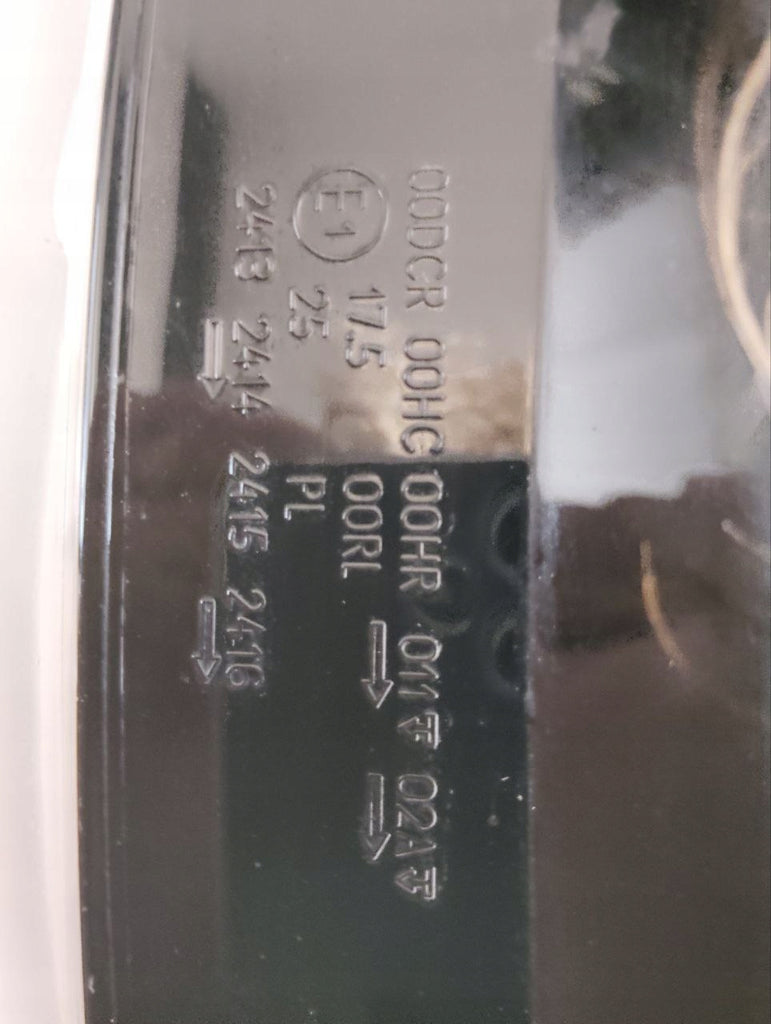 00DCR 00HC 00HR 011 02A
E1 17.5 00RL → →
25 PL
2413 2414 2415 2416
→ →